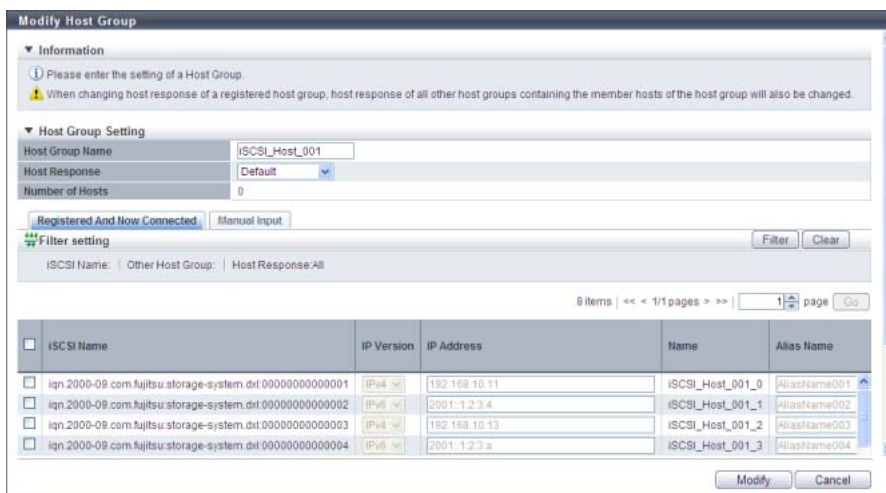 Modify Host Group
Information
Please enter the setting of a Host Group.
When changing host response of a registered host group, host response of all other host groups containing the member hosts of the host group will also be changed.
Host Group Setting
Host Group Name iSCSI_Host_001
Host Response Default
Number of Hosts 0
Registered And Now Connected Manual Input
Filter setting Filter Clear
iSCSI Name: | Other Host Group: | Host Response:All
8 items | << < 1/1 pages > >> | 1 page Go
iSCSI Name IP Version IP Address Name Alias Name
iqn.2000-09.com.fujitsu:storage-system.dxl:00000000000001 IPv4 192.168.10.11 iSCSI_Host_001_0 AliasName001
iqn.2000-09.com.fujitsu:storage-system.dxl:00000000000002 IPv6 2001::1:2:3:4 iSCSI_Host_001_1 AliasName002
iqn.2000-09.com.fujitsu:storage-system.dxl:00000000000003 IPv4 192.168.10.13 iSCSI_Host_001_2 AliasName003
iqn.2000-09.com.fujitsu:storage-system.dxl:00000000000004 IPv6 2001::1:2:3:a iSCSI_Host_001_3 AliasName004
Modify Cancel